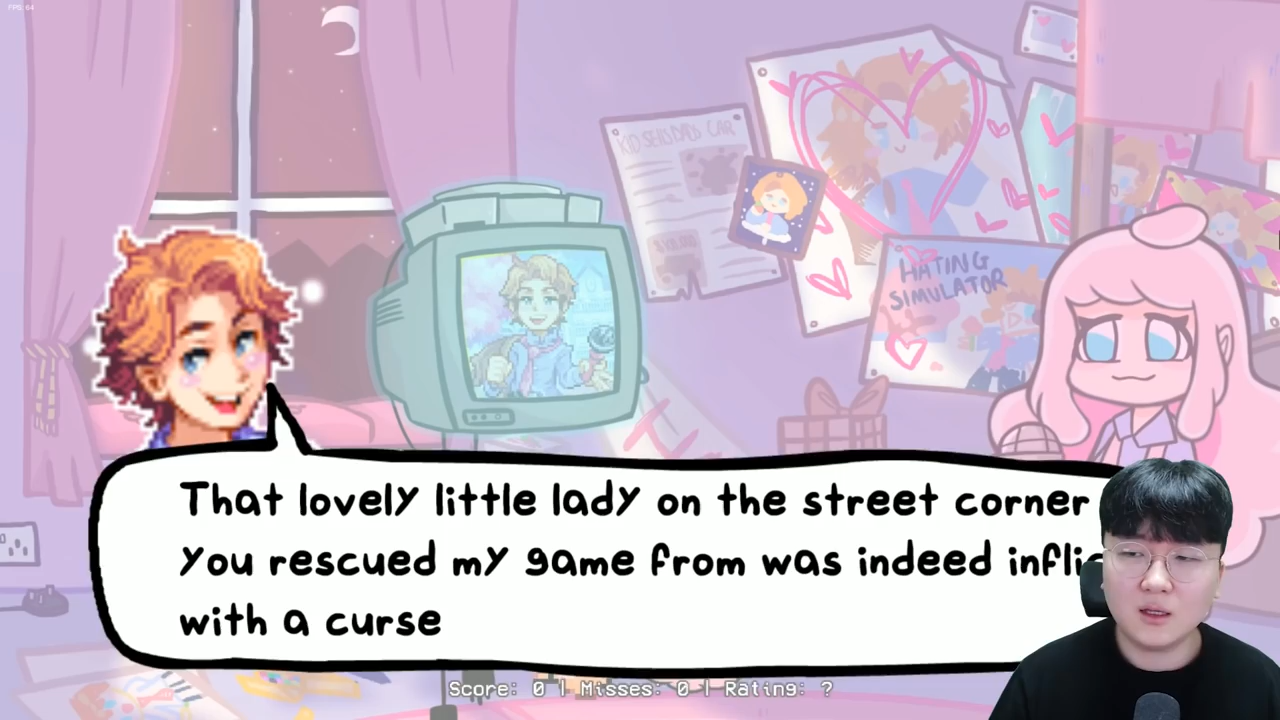 FPS: 64
KID SEES DAD'S CAR
HATING
SIMULATOR
That lovely little lady on the street corner
you rescued my game from was indeed
with a curse
Score: 0 | Misses: 0 | Rating: ?